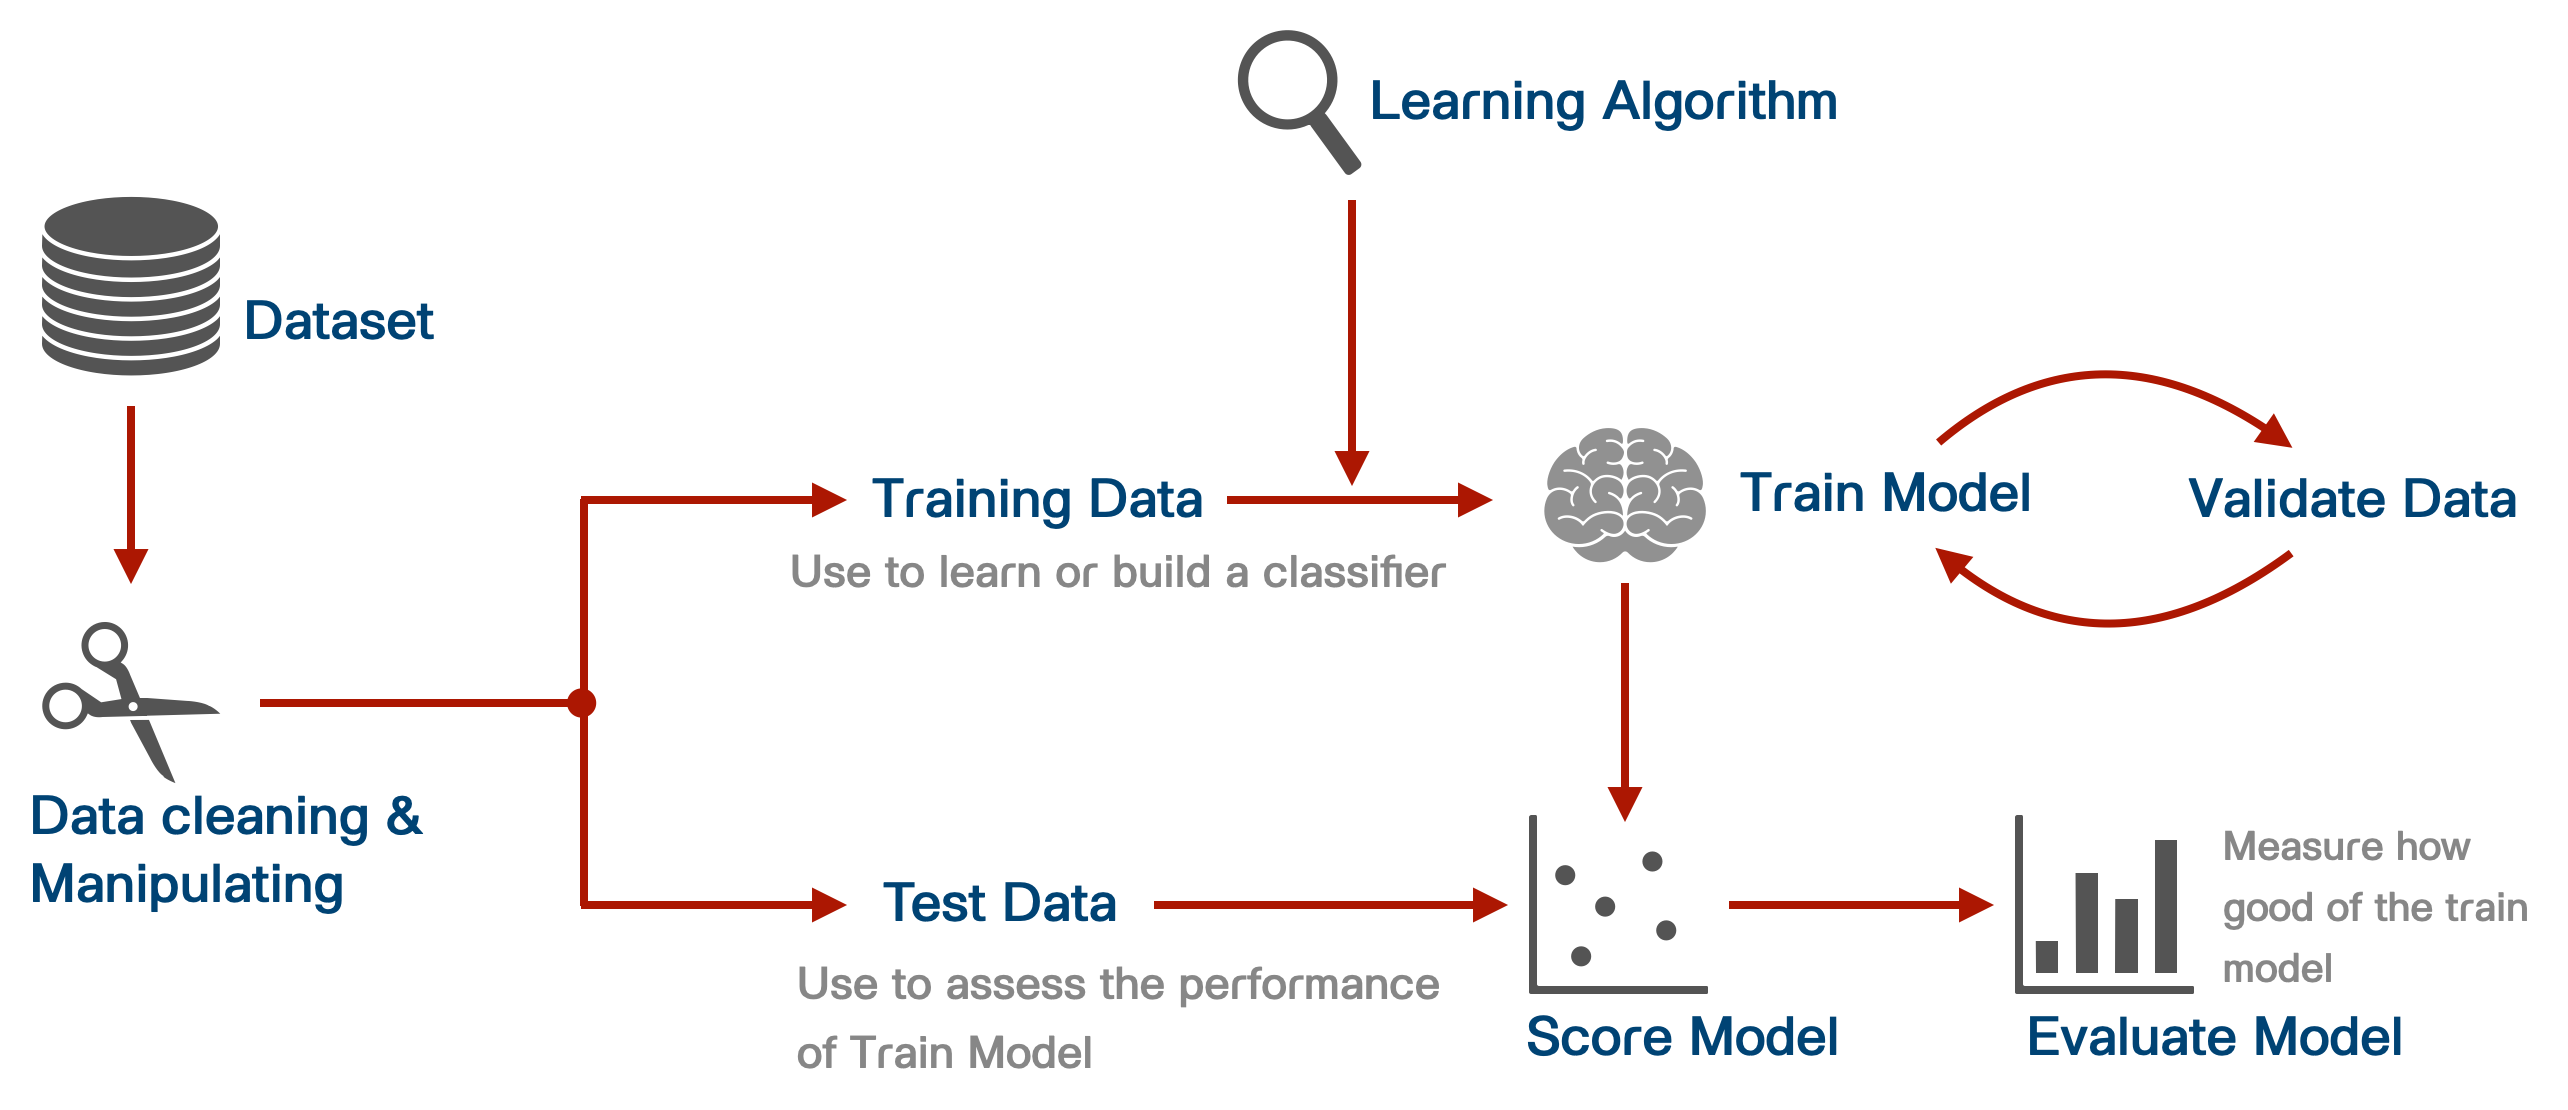 Learning Algorithm
Dataset
Training Data
Use to learn or build a classifier
Train Model
Validate Data
Data cleaning &
Manipulating
Test Data
Use to assess the performance
of Train Model
Score Model
Measure how
good of the train
model
Evaluate Model